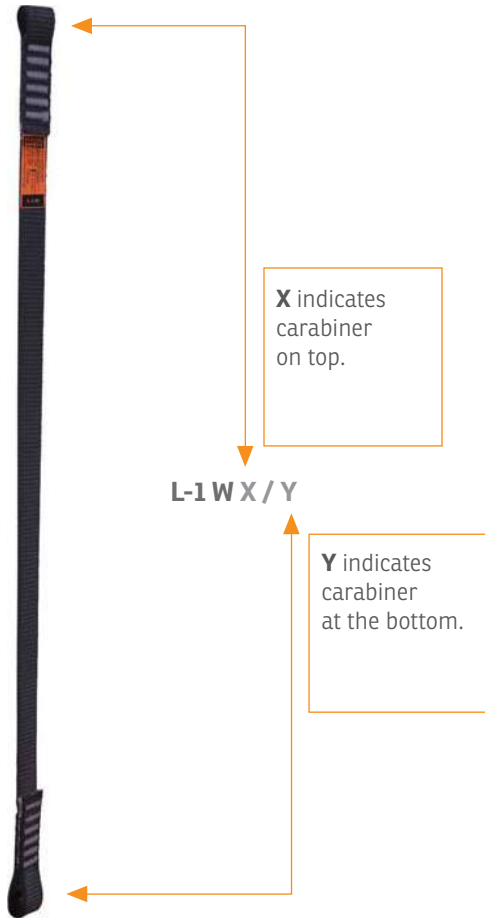 X indicates
carabiner
on top.
L-1 W X / Y
Y indicates
carabiner
at the bottom.